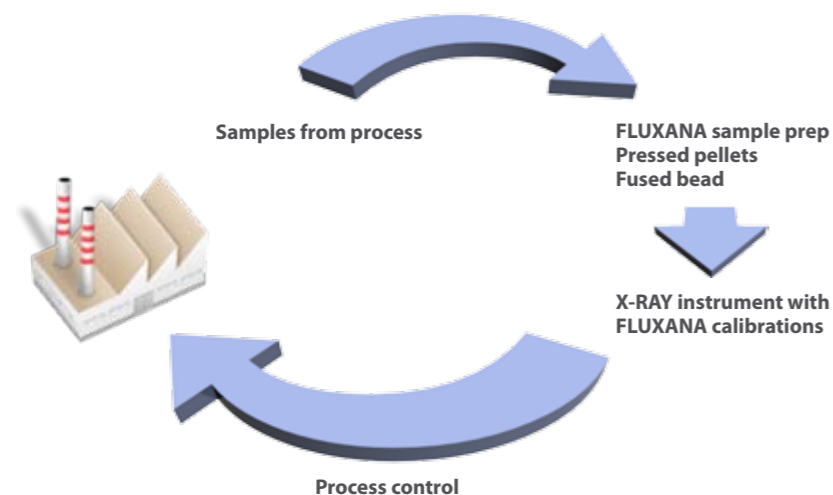 Samples from process
FLUXANA sample prep
Pressed pellets
Fused bead
X-RAY instrument with
FLUXANA calibrations
Process control